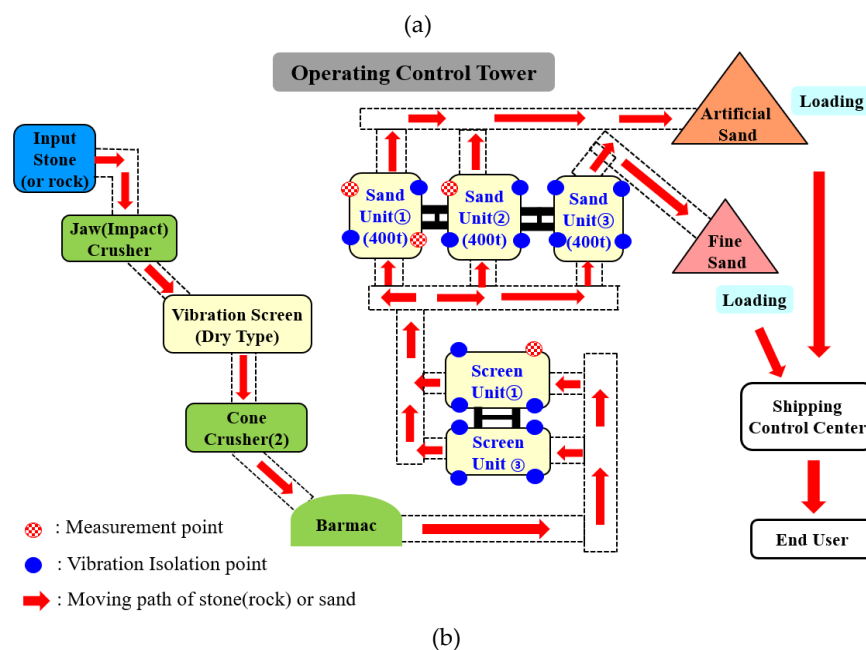 (a)
Operating Control Tower
Input
Stone
(or rock)
Jaw(Impact)
Crusher
Vibration Screen
(Dry Type)
Cone
Crusher(2)
Barmac
Sand
Unit①
(400t)
Sand
Unit②
(400t)
Sand
Unit③
(400t)
Screen
Unit①
Screen
Unit ③
Artificial
Sand
Loading
Fine
Sand
Loading
Shipping
Control Center
End User
: Measurement point
: Vibration Isolation point
: Moving path of stone(rock) or sand
(b)